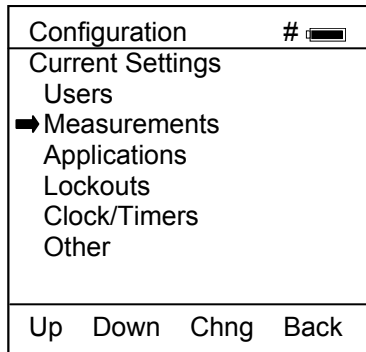 Configuration #
Current Settings
Users
Measurements
Applications
Lockouts
Clock/Timers
Other
Up Down Chng Back